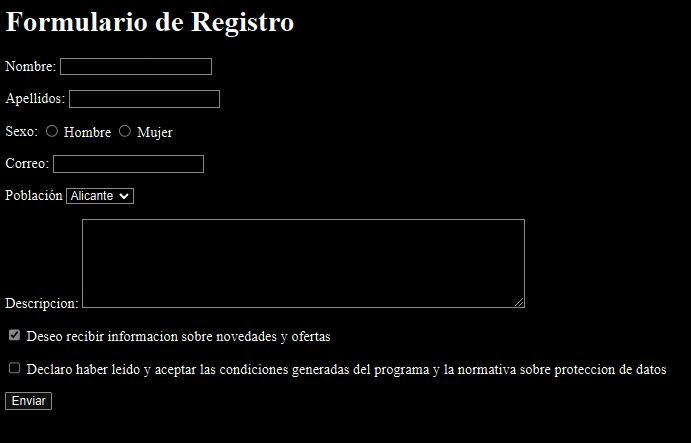 Formulario de Registro
Nombre:
Apellidos:
Sexo: Hombre Mujer
Correo:
Población Alicante
Descripcion:
Deseo recibir informacion sobre novedades y ofertas
Declaro haber leido y aceptar las condiciones generadas del programa y la normativa sobre proteccion de datos
Enviar